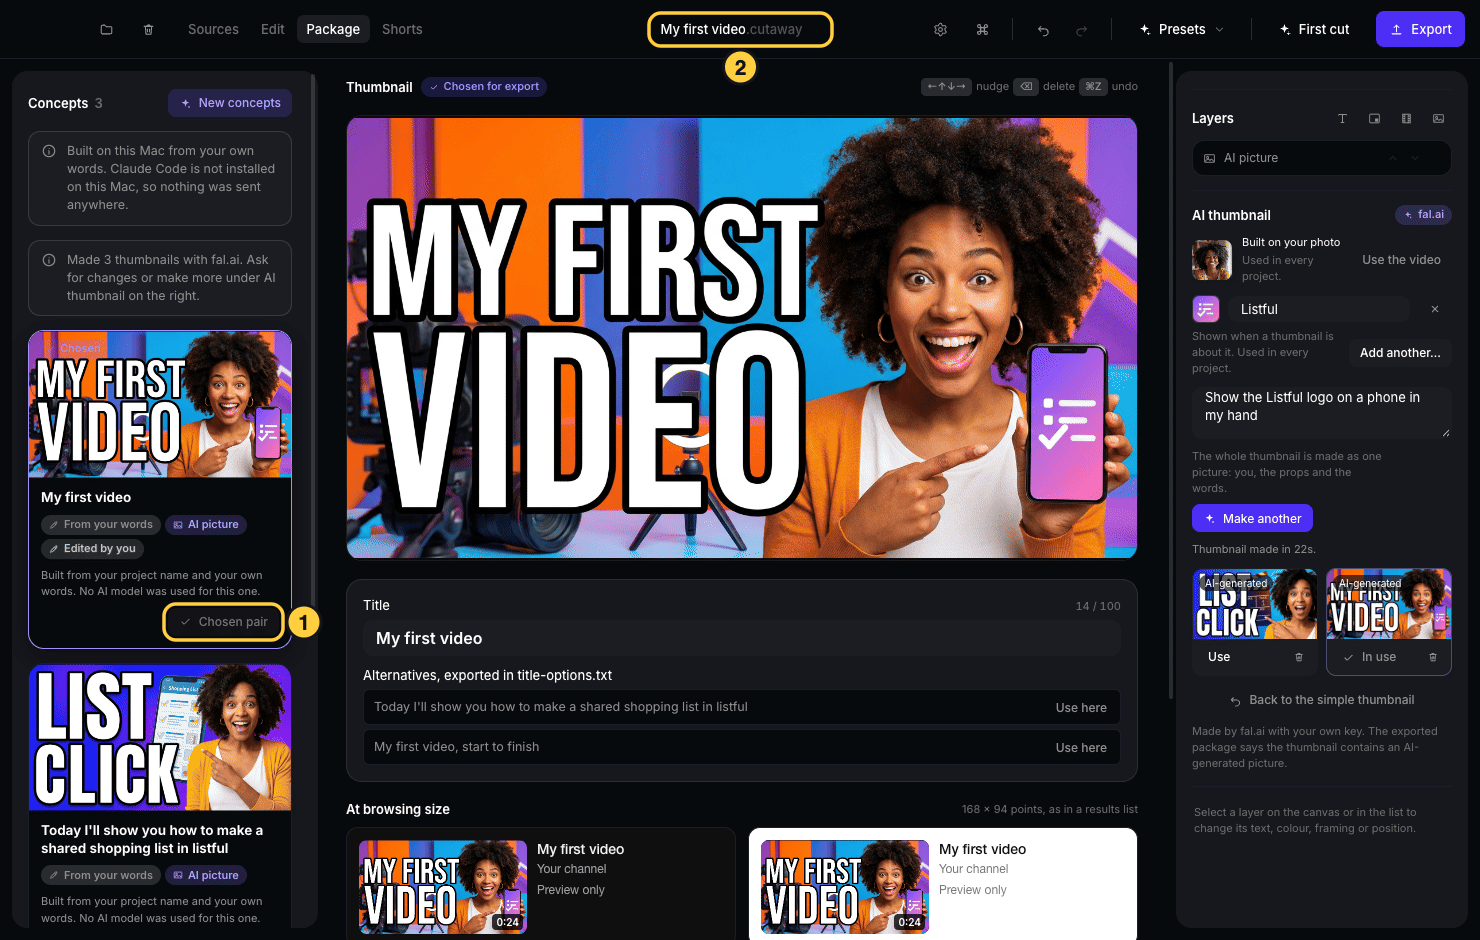 Sources
Edit
Package
Shorts
My first video.cutaway
Presets
First cut
Export
2
Concepts 3
New concepts
Built on this Mac from your own
words. Claude Code is not installed
on this Mac, so nothing was sent
anywhere.
Made 3 thumbnails with fal.ai. Ask
for changes or make more under AI
thumbnail on the right.
Chosen
MY FIRST
VIDEO
My first video
From your words
AI picture
Edited by you
Built from your project name and your own
words. No AI model was used for this one.
Chosen pair
1
LIST
CLICK
Shopping list
Today I'll show you how to make a
shared shopping list in listful
From your words
AI picture
Built from your project name and your own
words. No AI model was used for this one.
Thumbnail
Chosen for export
←↑↓→ nudge
⌫ delete
⌘Z undo
MY FIRST
VIDEO
Title
14 / 100
My first video
Alternatives, exported in title-options.txt
Today I'll show you how to make a shared shopping list in listful
Use here
My first video, start to finish
Use here
At browsing size
168 × 94 points, as in a results list
MY FIRST
VIDEO
0:24
My first video
Your channel
Preview only
MY FIRST
VIDEO
0:24
My first video
Your channel
Preview only
Layers
AI picture
AI thumbnail
fal.ai
Built on your photo
Used in every
project.
Use the video
Listful
Shown when a thumbnail is
about it. Used in every
project.
Add another...
Show the Listful logo on a phone in
my hand
The whole thumbnail is made as one
picture: you, the props and the
words.
Make another
Thumbnail made in 22s.
AI-generated
LIST
CLICK
Use
AI-generated
MY FIRST
VIDEO
In use
Back to the simple thumbnail
Made by fal.ai with your own key. The exported
package says the thumbnail contains an AI-
generated picture.
Select a layer on the canvas or in the list to
change its text, colour, framing or position.